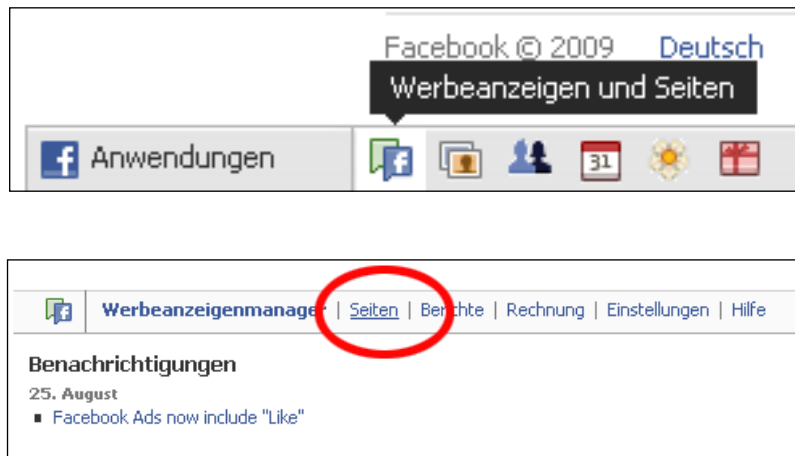 Facebook © 2009 Deutsch
Werbeanzeigen und Seiten
Anwendungen 31
Werbeanzeigenmanager | Seiten | Berichte | Rechnung | Einstellungen | Hilfe
Benachrichtigungen
25. August
Facebook Ads now include "Like"